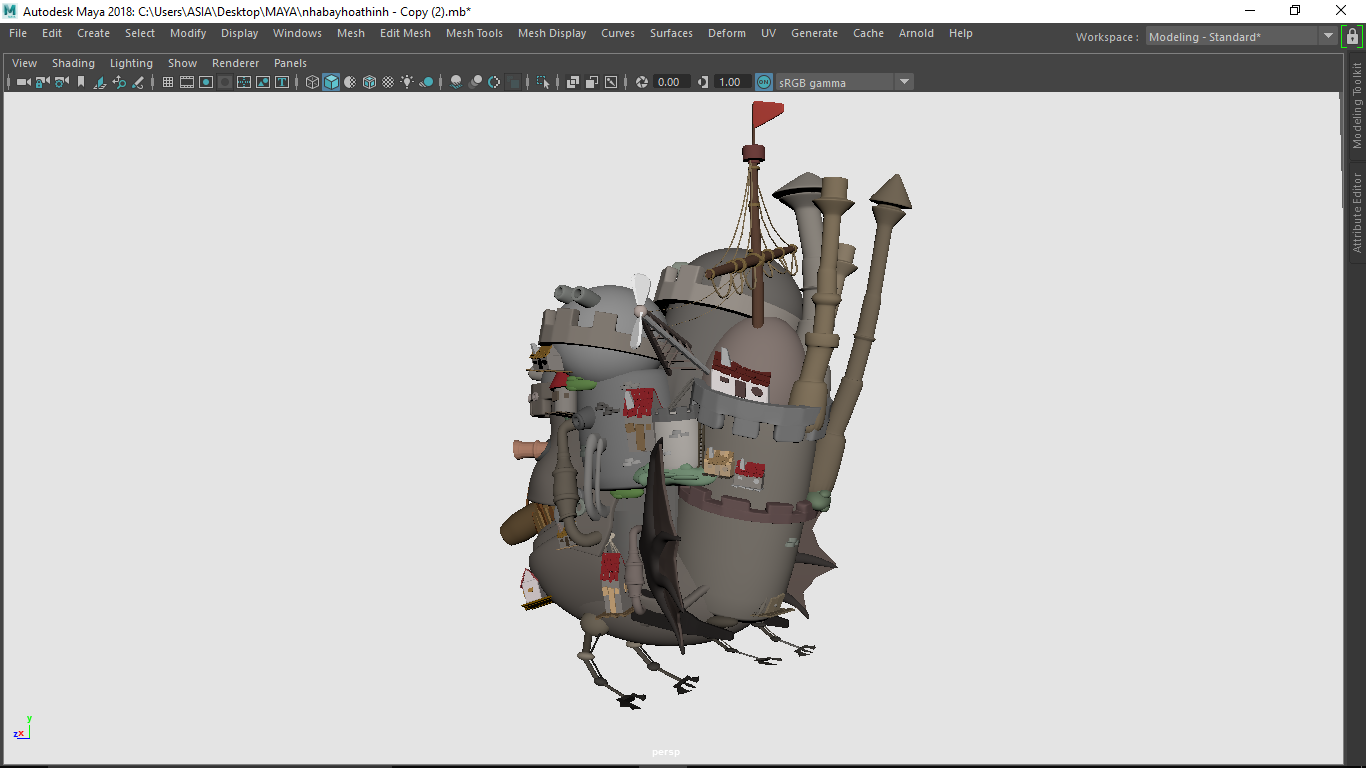 Autodesk Maya 2018: C:\Users\ASIA\Desktop\MAYA\nhabayhoathinh - Copy (2).mb*
File Edit Create Select Modify Display Windows Mesh Edit Mesh Mesh Tools Mesh Display Curves Surfaces Deform UV Generate Cache Arnold Help Workspace : Modeling - Standard*
View Shading Lighting Show Renderer Panels
0.00 1.00 ON sRGB gamma
Modeling Toolkit
Attribute Editor
y
zx
persp